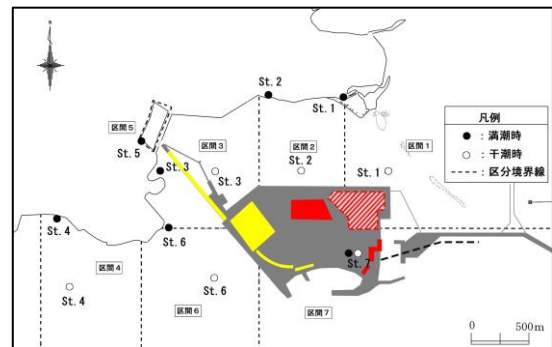 St. 2
St. 1
凡例
● : 満潮時
○ : 干潮時
---- : 区分境界線
区間5
St. 5
区間3
区間2
区間1
St. 3
St. 3
St. 2
St. 1
St. 4
St. 6
St. 7
区間4
St. 4
St. 6
区間6
区間7
0
500m